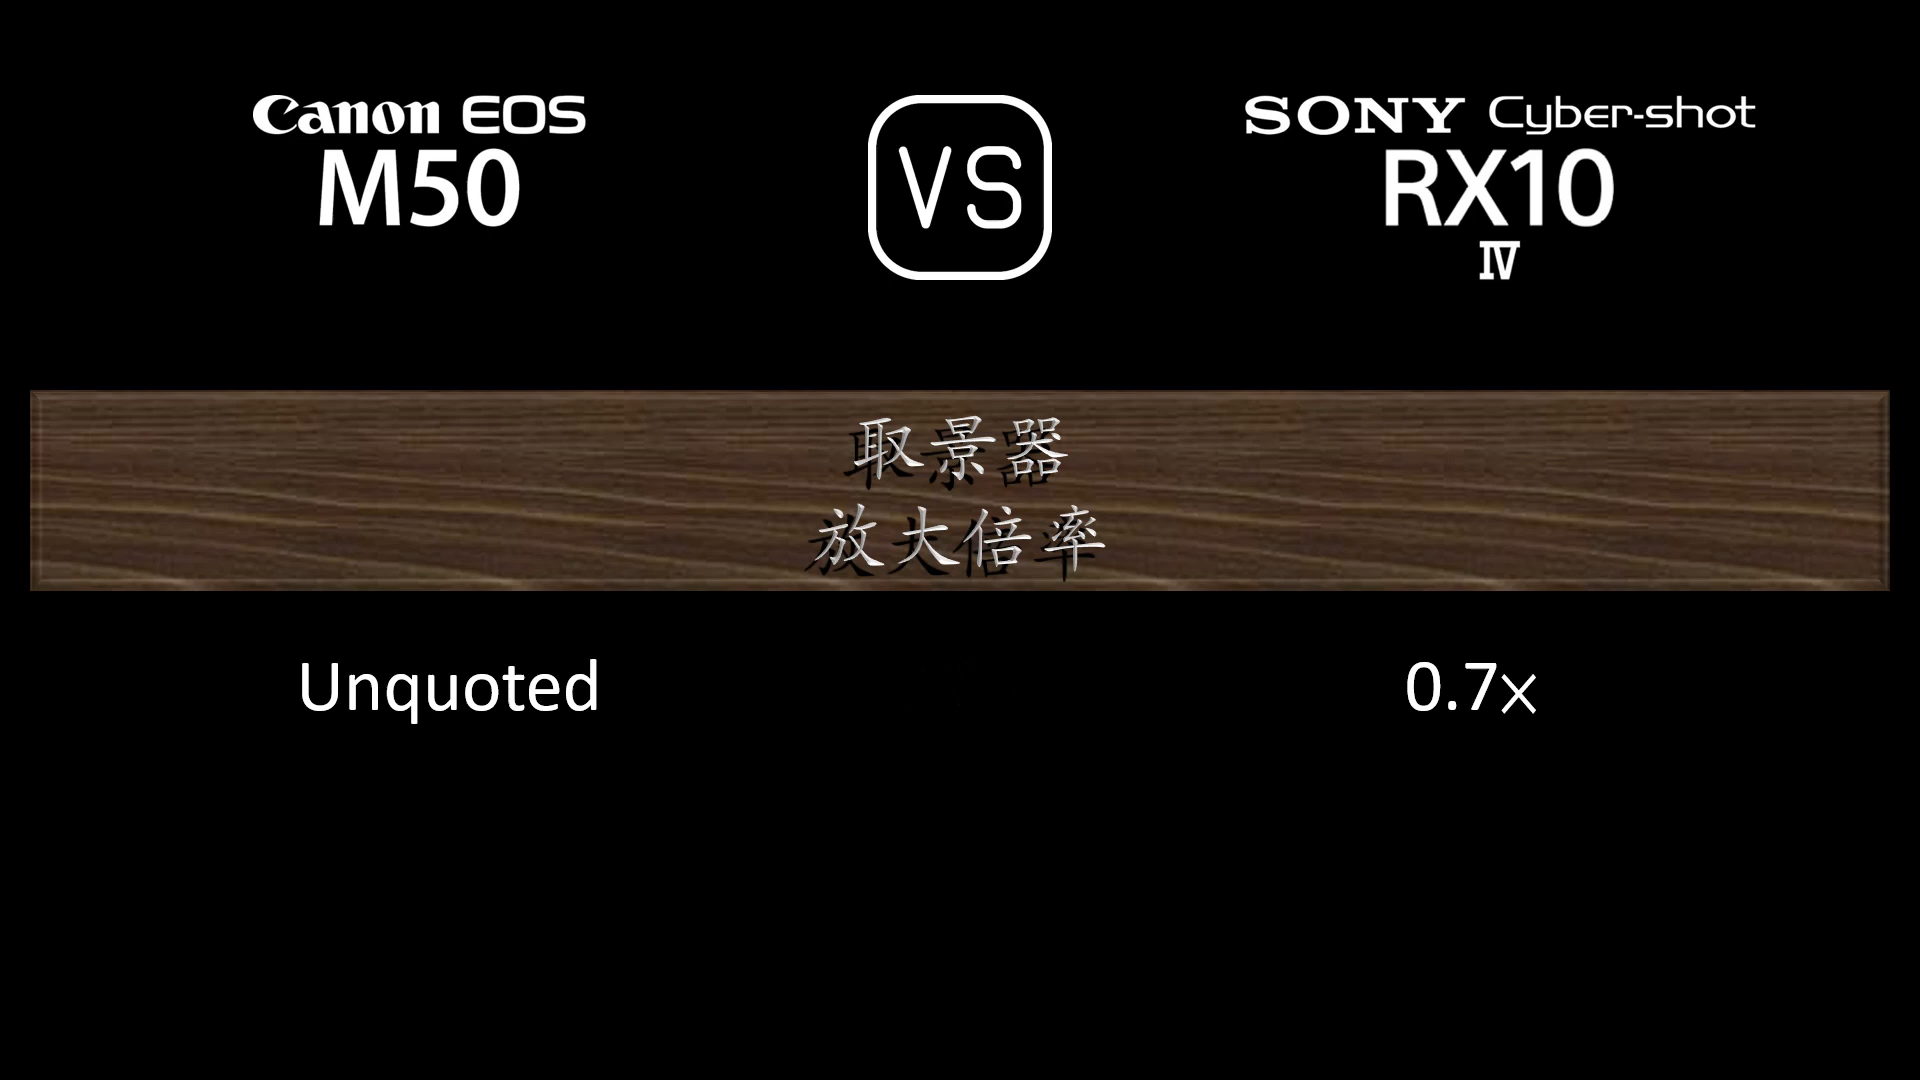 Canon EOS
M50
VS
SONY Cyber-shot
RX10
IV
取景器
放大倍率
Unquoted
0.7x